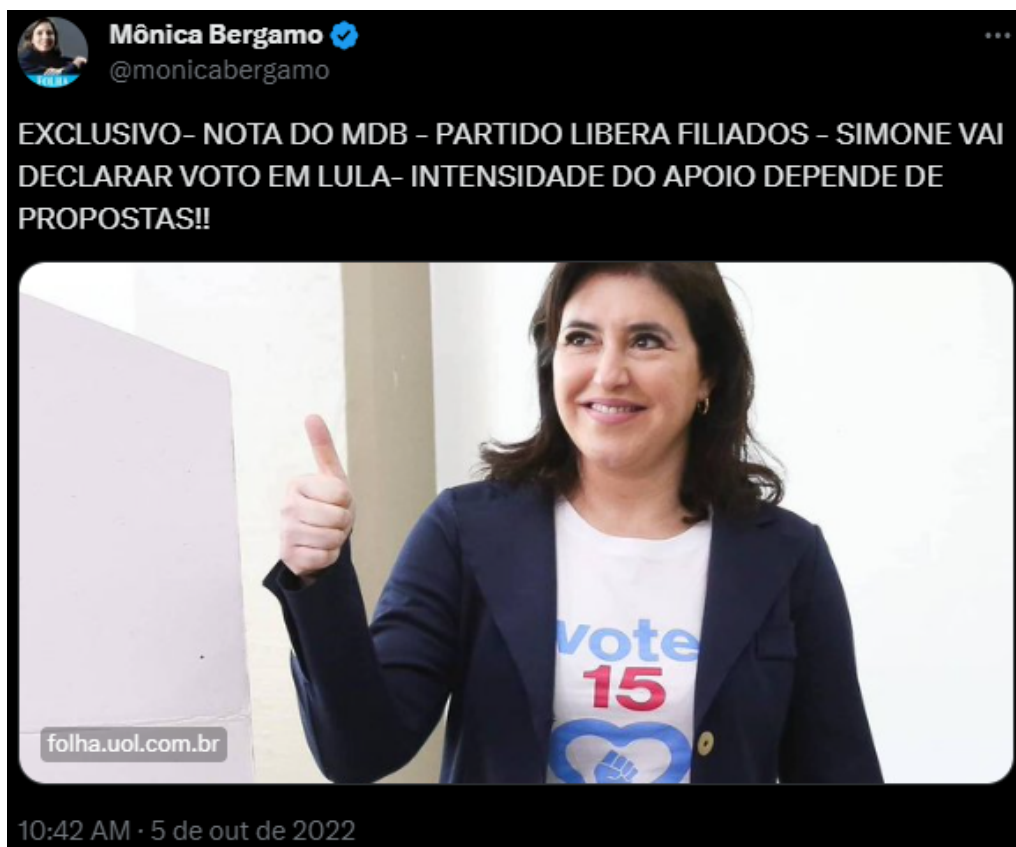 Mônica Bergamo
FOLHA
@monicabergamo
EXCLUSIVO- NOTA DO MDB - PARTIDO LIBERA FILIADOS - SIMONE VAI
DECLARAR VOTO EM LULA- INTENSIDADE DO APOIO DEPENDE DE
PROPOSTAS!!
vote
15
folha.uol.com.br
10:42 AM · 5 de out de 2022